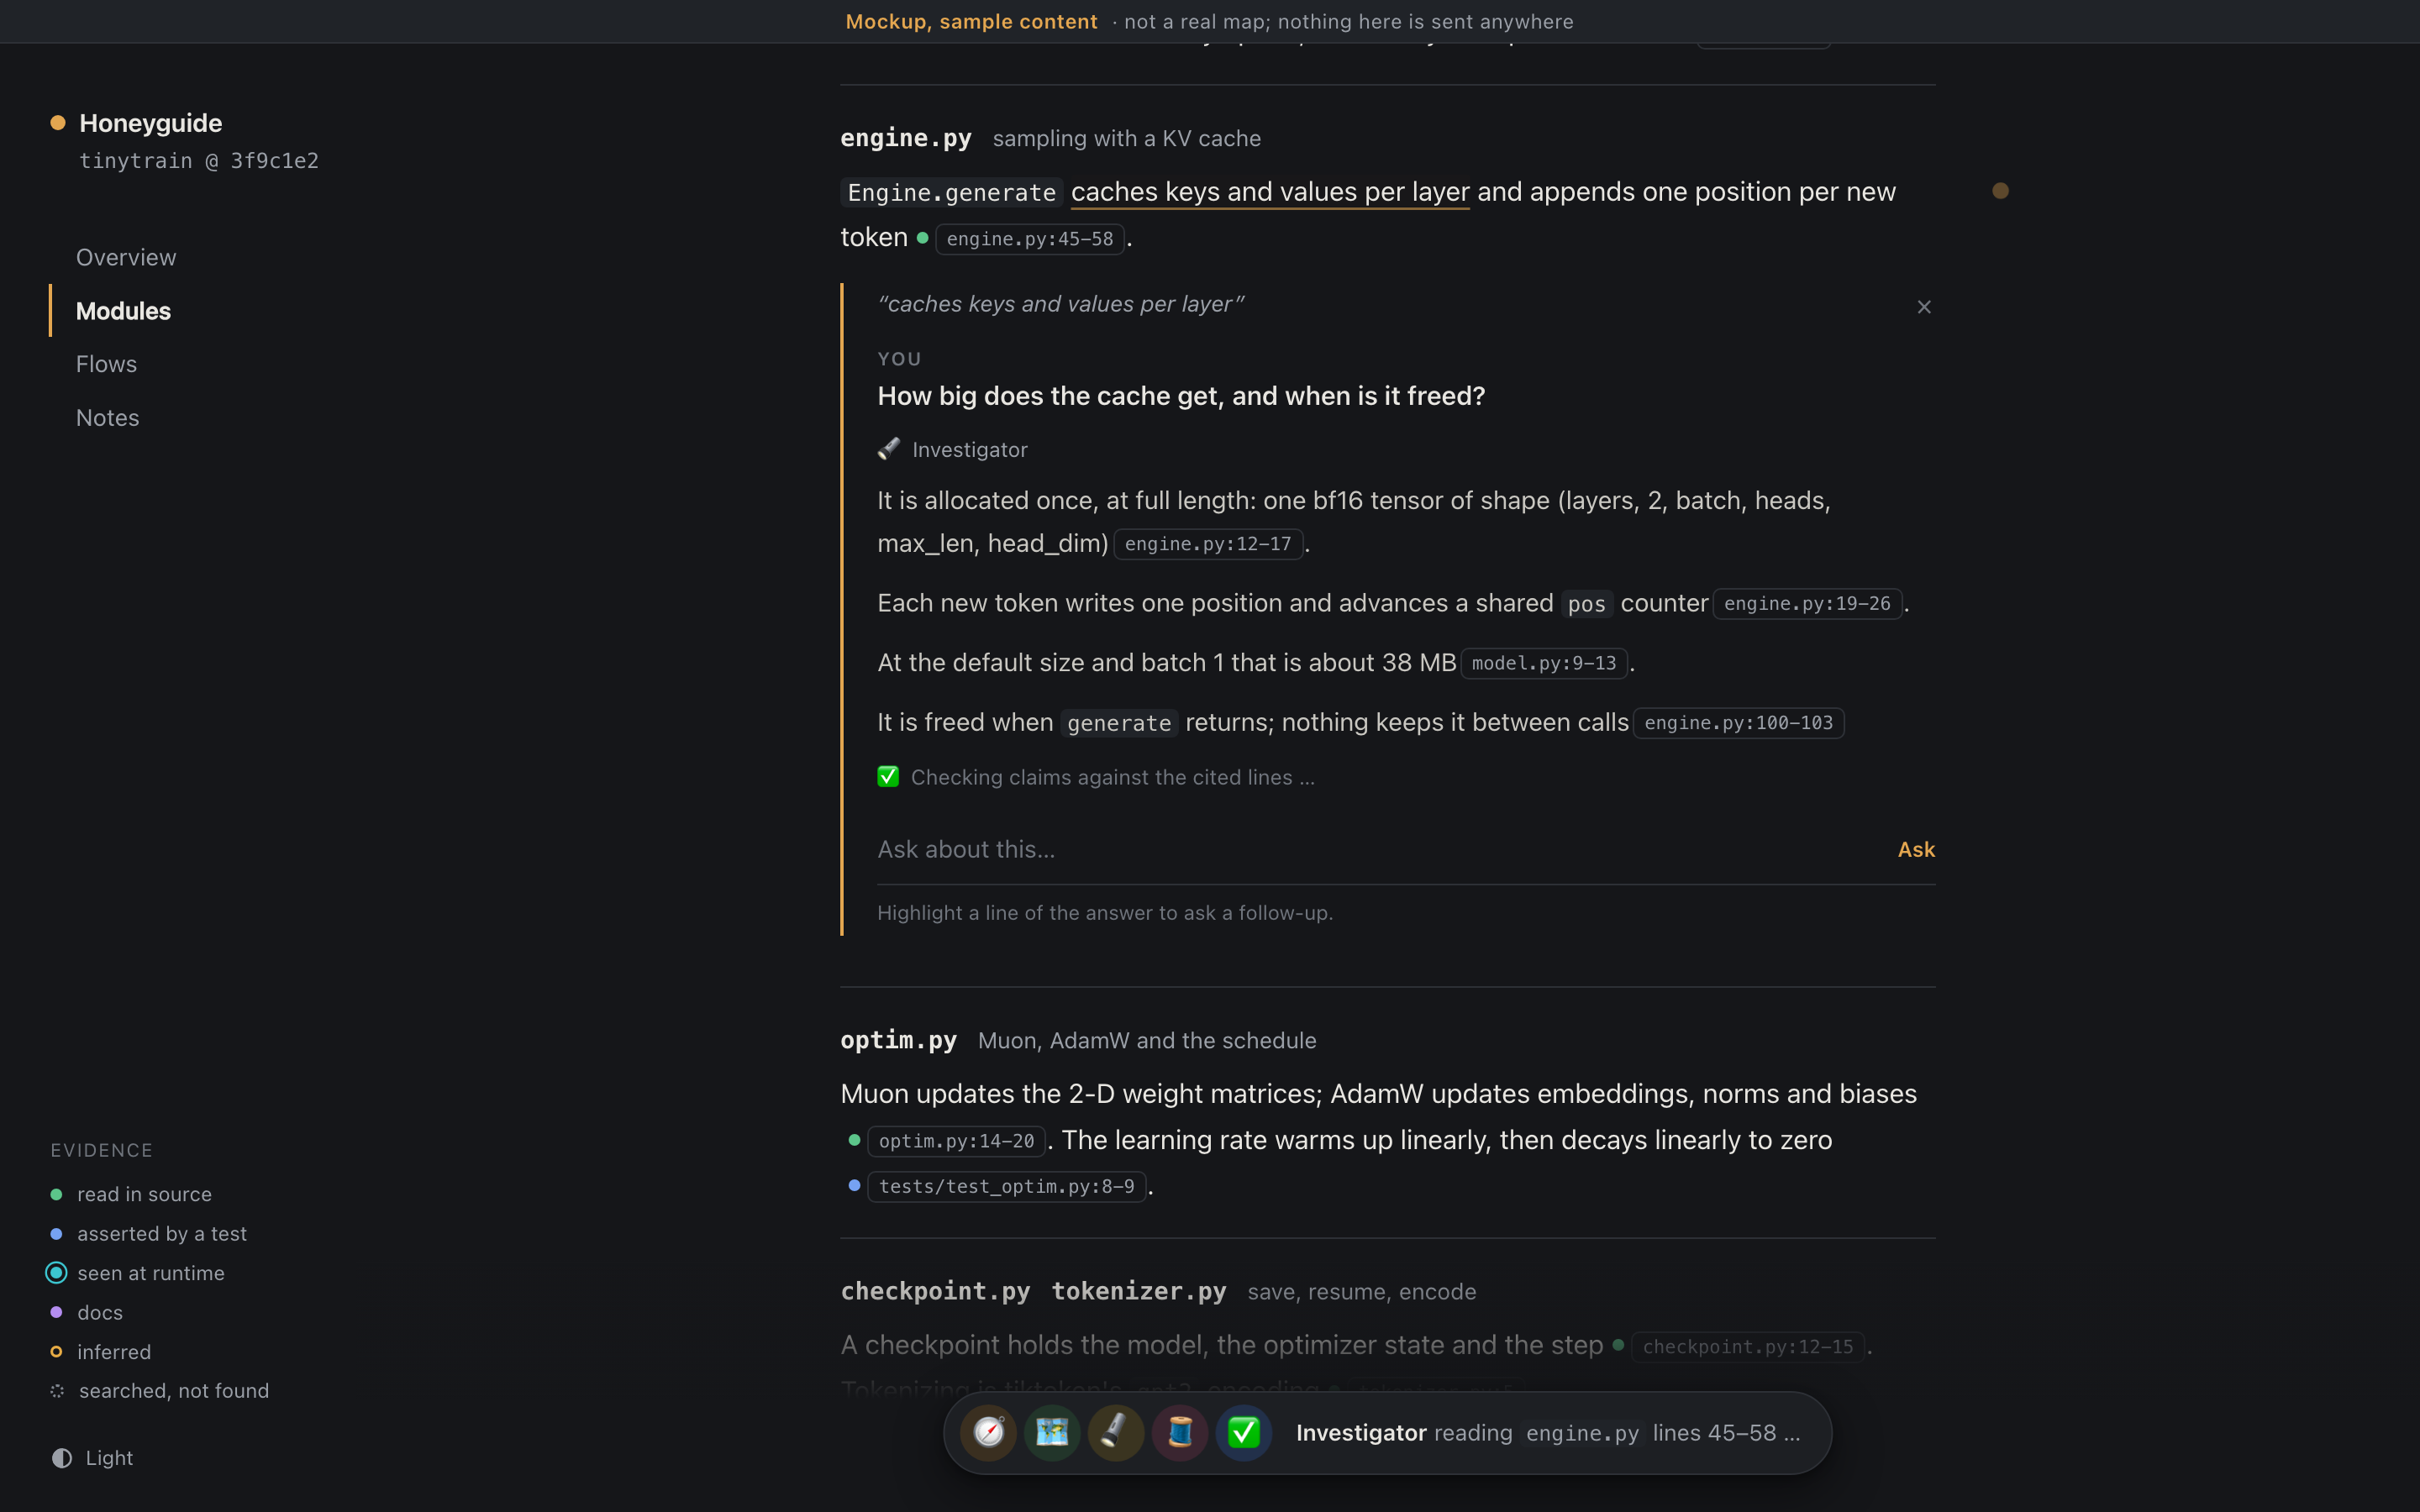 Mockup, sample content · not a real map; nothing here is sent anywhere
Honeyguide
tinytrain @ 3f9c1e2
Overview
Modules
Flows
Notes
EVIDENCE
read in source
asserted by a test
seen at runtime
docs
inferred
searched, not found
Light
engine.py sampling with a KV cache
Engine.generate caches keys and values per layer and appends one position per new
token engine.py:45–58.
“caches keys and values per layer”
×
YOU
How big does the cache get, and when is it freed?
Investigator
It is allocated once, at full length: one bf16 tensor of shape (layers, 2, batch, heads,
max_len, head_dim) engine.py:12–17.
Each new token writes one position and advances a shared pos counter engine.py:19–26.
At the default size and batch 1 that is about 38 MB model.py:9–13.
It is freed when generate returns; nothing keeps it between calls engine.py:100–103
Checking claims against the cited lines …
Ask about this… Ask
Highlight a line of the answer to ask a follow-up.
optim.py Muon, AdamW and the schedule
Muon updates the 2-D weight matrices; AdamW updates embeddings, norms and biases
optim.py:14–20. The learning rate warms up linearly, then decays linearly to zero
tests/test_optim.py:8–9.
checkpoint.py tokenizer.py save, resume, encode
A checkpoint holds the model, the optimizer state and the step checkpoint.py:12–15.
Tokenizing is tiktoken's gpt2 encoding
Investigator reading engine.py lines 45–58 …